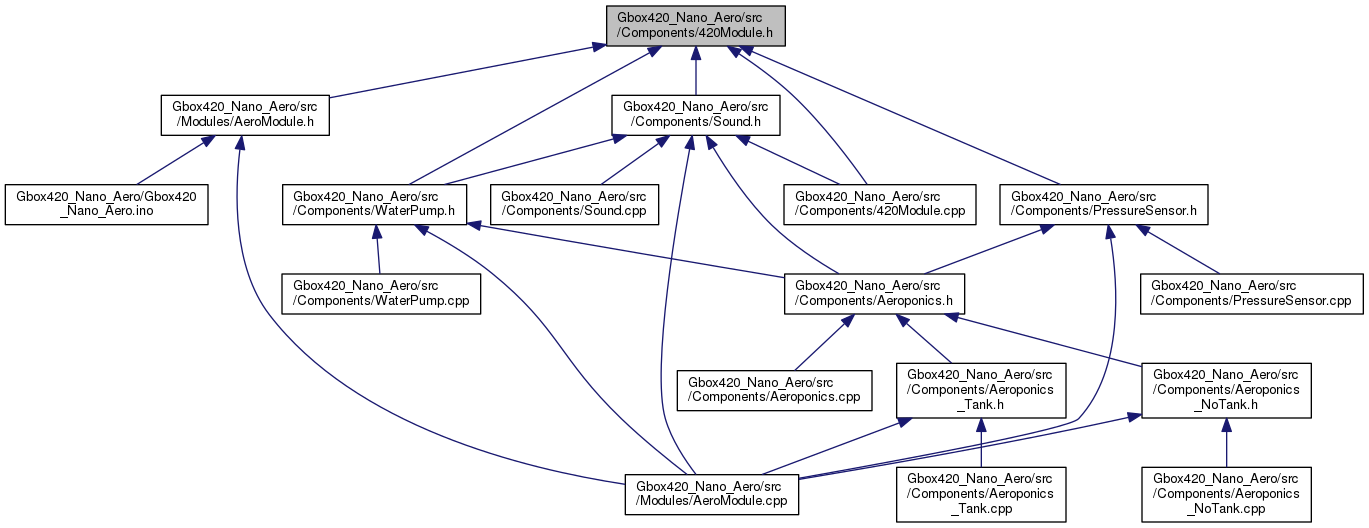 Gbox420_Nano_Aero/src
/Components/420Module.h
Gbox420_Nano_Aero/src
/Modules/AeroModule.h
Gbox420_Nano_Aero/src
/Components/Sound.h
Gbox420_Nano_Aero/Gbox420
_Nano_Aero.ino
Gbox420_Nano_Aero/src
/Components/WaterPump.h
Gbox420_Nano_Aero/src
/Components/Sound.cpp
Gbox420_Nano_Aero/src
/Components/420Module.cpp
Gbox420_Nano_Aero/src
/Components/PressureSensor.h
Gbox420_Nano_Aero/src
/Components/WaterPump.cpp
Gbox420_Nano_Aero/src
/Components/Aeroponics.h
Gbox420_Nano_Aero/src
/Components/PressureSensor.cpp
Gbox420_Nano_Aero/src
/Components/Aeroponics.cpp
Gbox420_Nano_Aero/src
/Components/Aeroponics
_Tank.h
Gbox420_Nano_Aero/src
/Components/Aeroponics
_NoTank.h
Gbox420_Nano_Aero/src
/Modules/AeroModule.cpp
Gbox420_Nano_Aero/src
/Components/Aeroponics
_Tank.cpp
Gbox420_Nano_Aero/src
/Components/Aeroponics
_NoTank.cpp